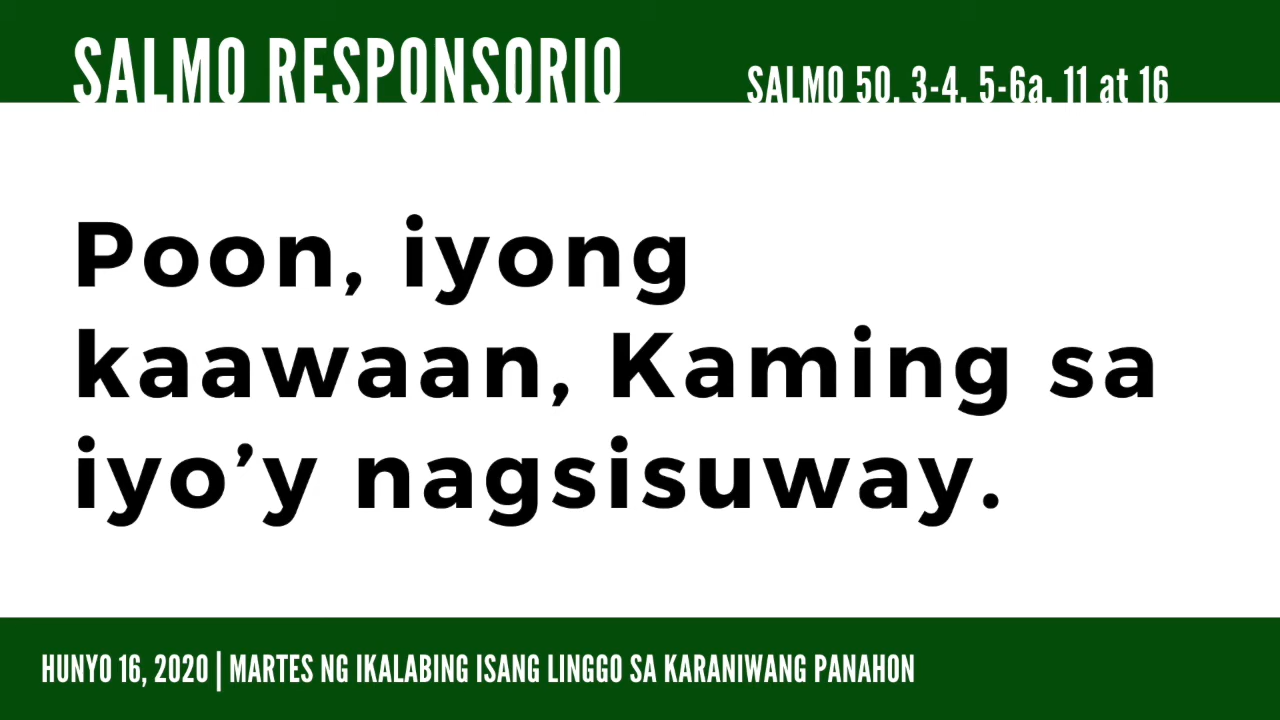 SALMO RESPONSORIO
SALMO 50. 3-4. 5-6a. 11 at 16
Poon, iyong
kaawaan, Kaming sa
iyo’y nagsisuway.
HUNYO 16, 2020 | MARTES NG IKALABING ISANG LINGGO SA KARANIWANG PANAHON